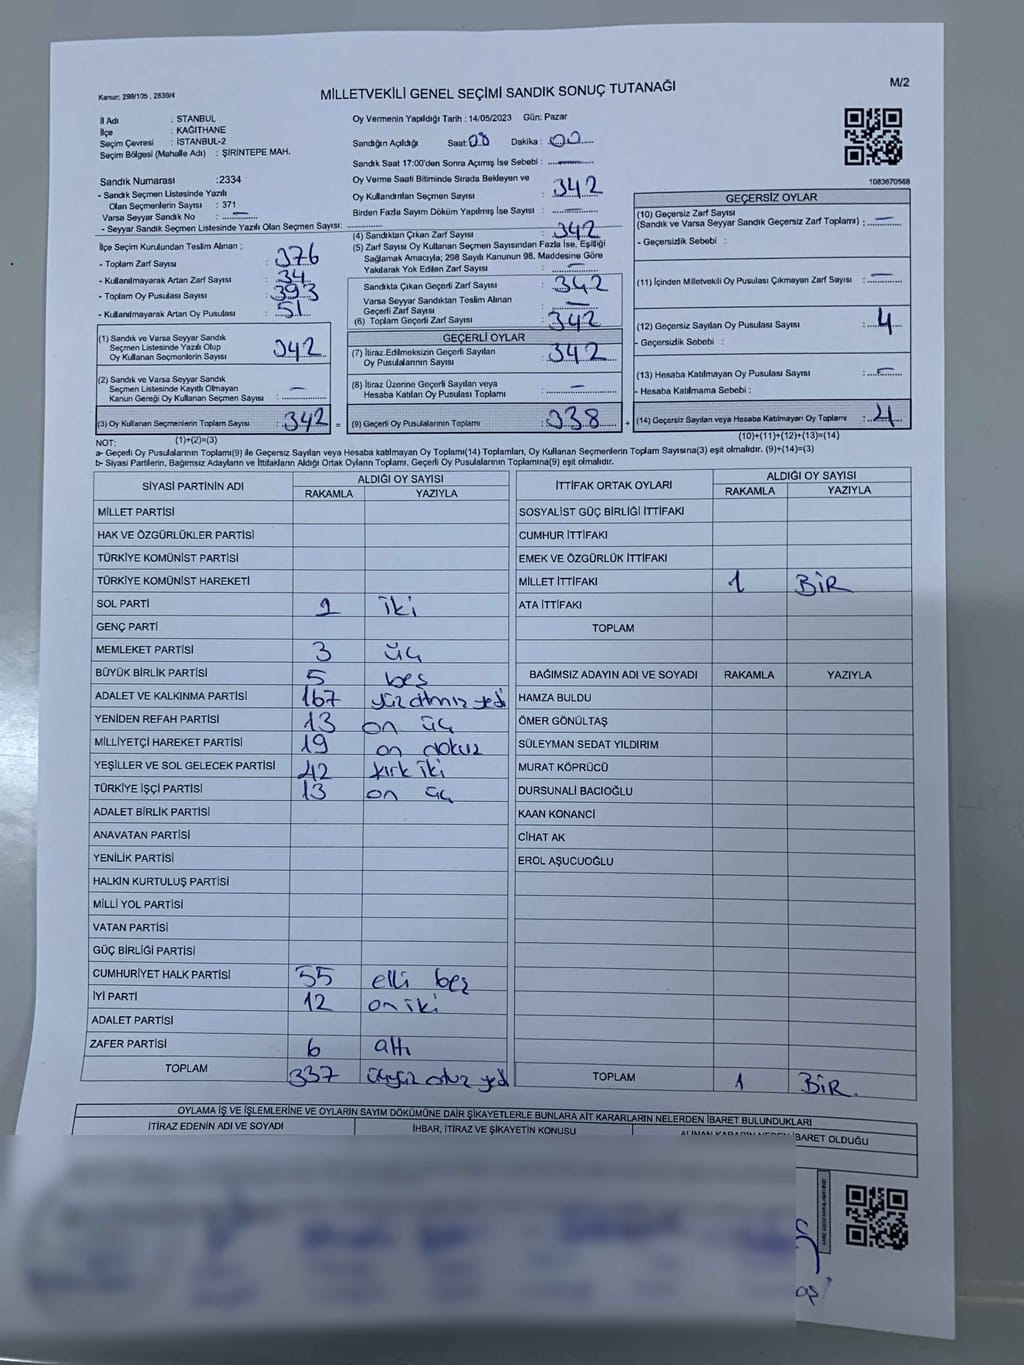 Kanun; 298/105 , 2839/4
MİLLETVEKİLİ GENEL SEÇİMİ SANDIK SONUÇ TUTANAĞI
M/2
İl Adı : STANBUL
İlçe : KAĞITHANE
Seçim Çevresi : İSTANBUL-2
Seçim Bölgesi (Mahalle Adı) : ŞİRİNTEPE MAH.
Sandık Numarası :2334
- Sandık Seçmen Listesinde Yazılı
Olan Seçmenlerin Sayısı : 371
Varsa Seyyar Sandık No : —
- Seyyar Sandık Seçmen Listesinde Yazılı Olan Seçmen Sayısı:
İlçe Seçim Kurulundan Teslim Alınan ;
- Toplam Zarf Sayısı : 376
- Kullanılmayarak Artan Zarf Sayısı : 34
- Toplam Oy Pusulası Sayısı : 393
- Kullanılmayarak Artan Oy Pusulası : 51
(1) Sandık ve Varsa Seyyar Sandık
Seçmen Listesinde Yazılı Olup
Oy Kullanan Seçmenlerin Sayısı : 342
(2) Sandık ve Varsa Seyyar Sandık
Seçmen Listesinde Kayıtlı Olmayan
Kanun Gereği Oy Kullanan Seçmen Sayısı : —
(3) Oy Kullanan Seçmenlerin Toplam Sayısı : 342 =
Oy Vermenin Yapıldığı Tarih : 14/05/2023 Gün: Pazar
Sandığın Açıldığı Saat: 08 Dakika : 00
Sandık Saat 17:00'den Sonra Açımış İse Sebebi : —
Oy Verme Saati Bitiminde Sırada Bekleyen ve
Oy Kullandırılan Seçmen Sayısı : 342
Birden Fazla Sayım Döküm Yapılmış İse Sayısı : —
(4) Sandıktan Çıkan Zarf Sayısı : 342
(5) Zarf Sayısı Oy Kullanan Seçmen Sayısından Fazla İse, Eşitliği
Sağlamak Amacıyla; 298 Sayılı Kanunun 98. Maddesine Göre
Yakılarak Yok Edilen Zarf Sayısı : —
Sandıkta Çıkan Geçerli Zarf Sayısı : 342
Varsa Seyyar Sandıktan Teslim Alınan
Geçerli Zarf Sayısı : —
(6) Toplam Geçerli Zarf Sayısı : 342
GEÇERLİ OYLAR
(7) İtiraz Edilmeksizin Geçerli Sayılan
Oy Pusulalarının Sayısı : 342
(8) İtiraz Üzerine Geçerli Sayılan veya
Hesaba Katılan Oy Pusulası Toplamı : —
(9) Geçerli Oy Pusulalarının Toplamı : 338 +
1083670568
GEÇERSİZ OYLAR
(10) Geçersiz Zarf Sayısı
(Sandık ve Varsa Seyyar Sandık Geçersiz Zarf Toplamı) : —
- Geçersizlik Sebebi :
(11) İçinden Milletvekili Oy Pusulası Çıkmayan Zarf Sayısı : —
(12) Geçersiz Sayılan Oy Pusulası Sayısı : 4
- Geçersizlik Sebebi :
(13) Hesaba Katılmayan Oy Pusulası Sayısı : —
- Hesaba Katılmama Sebebi :
(14) Geçersiz Sayılan veya Hesaba Katılmayan Oy Toplamı : 4
NOT: (1)+(2)=(3) (10)+(11)+(12)+(13)=(14)
a- Geçerli Oy Pusulalarının Toplamı(9) ile Geçersiz Sayılan veya Hesaba katılmayan Oy Toplamı(14) Toplamları, Oy Kullanan Seçmenlerin Toplam Sayısına(3) eşit olmalıdır. (9)+(14)=(3)
b- Siyasi Partilerin, Bağımsız Adayların ve İttifakların Aldığı Ortak Oyların Toplamı, Geçerli Oy Pusulalarının Toplamına(9) eşit olmalıdır.
SİYASİ PARTİNİN ADI ALDIĞI OY SAYISI
RAKAMLA YAZIYLA
MİLLET PARTİSİ
HAK VE ÖZGÜRLÜKLER PARTİSİ
TÜRKİYE KOMÜNİST PARTİSİ
TÜRKİYE KOMÜNİST HAREKETİ
SOL PARTİ 2 iki
GENÇ PARTİ
MEMLEKET PARTİSİ 3 üç
BÜYÜK BİRLİK PARTİSİ 5 beş
ADALET VE KALKINMA PARTİSİ 167 yüz altmış yedi
YENİDEN REFAH PARTİSİ 13 on üç
MİLLİYETÇİ HAREKET PARTİSİ 19 on dokuz
YEŞİLLER VE SOL GELECEK PARTİSİ 42 kırk iki
TÜRKİYE İŞÇİ PARTİSİ 13 on üç
ADALET BİRLİK PARTİSİ
ANAVATAN PARTİSİ
YENİLİK PARTİSİ
HALKIN KURTULUŞ PARTİSİ
MİLLİ YOL PARTİSİ
VATAN PARTİSİ
GÜÇ BİRLİĞİ PARTİSİ
CUMHURİYET HALK PARTİSİ 55 elli beş
İYİ PARTİ 12 on iki
ADALET PARTİSİ
ZAFER PARTİSİ 6 altı
TOPLAM 337 üçyüz otuz yedi
İTTİFAK ORTAK OYLARI ALDIĞI OY SAYISI
RAKAMLA YAZIYLA
SOSYALİST GÜÇ BİRLİĞİ İTTİFAKI
CUMHUR İTTİFAKI
EMEK VE ÖZGÜRLÜK İTTİFAKI
MİLLET İTTİFAKI 1 BİR
ATA İTTİFAKI
TOPLAM
BAĞIMSIZ ADAYIN ADI VE SOYADI RAKAMLA YAZIYLA
HAMZA BULDU
ÖMER GÖNÜLTAŞ
SÜLEYMAN SEDAT YILDIRIM
MURAT KÖPRÜCÜ
DURSUNALİ BACIOĞLU
KAAN KONANCİ
CİHAT AK
EROL AŞUCUOĞLU
TOPLAM 1 BİR.
OYLAMA İŞ VE İŞLEMLERİNE VE OYLARIN SAYIM DÖKÜMÜNE DAİR ŞİKAYETLERLE BUNLARA AİT KARARLARIN NELERDEN İBARET BULUNDUKLARI
İTİRAZ EDENİN ADI VE SOYADI İHBAR, İTİRAZ VE ŞİKAYETİN KONUSU İBARET OLDUĞU